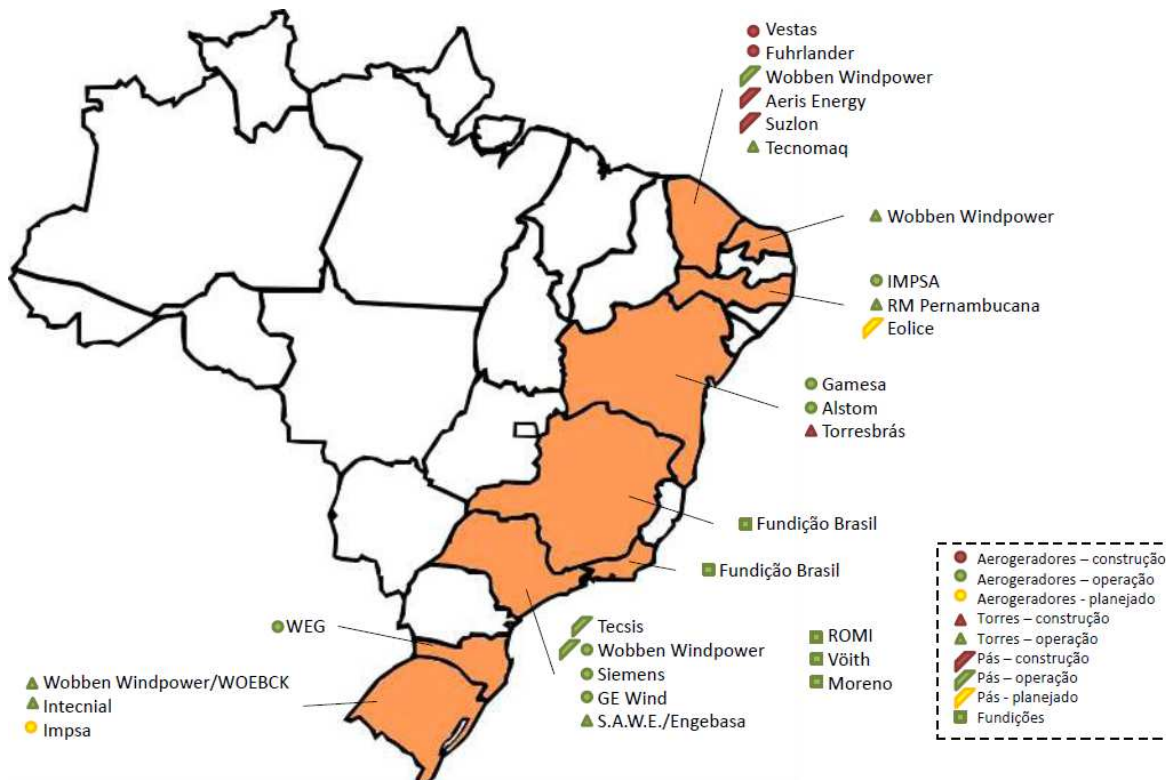 Vestas
Fuhrlander
Wobben Windpower
Aeris Energy
Suzlon
Tecnomaq
Wobben Windpower
IMPSA
RM Pernambucana
Eolice
Gamesa
Alstom
Torresbrás
Fundição Brasil
Fundição Brasil
WEG
Tecsis
Wobben Windpower
Siemens
GE Wind
S.A.W.E./Engebasa
ROMI
Vöith
Moreno
Wobben Windpower/WOEBCK
Intecnial
Impsa
Aerogeradores – construção
Aerogeradores – operação
Aerogeradores - planejado
Torres – construção
Torres – operação
Pás – construção
Pás – operação
Pás - planejado
Fundições